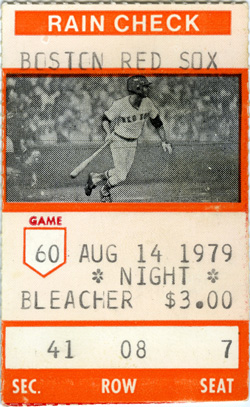 RAIN CHECK
BOSTON RED SOX
RED SOX
GAME
60 AUG 14 1979
* NIGHT *
BLEACHER $3.00
41 08 7
SEC. ROW SEAT